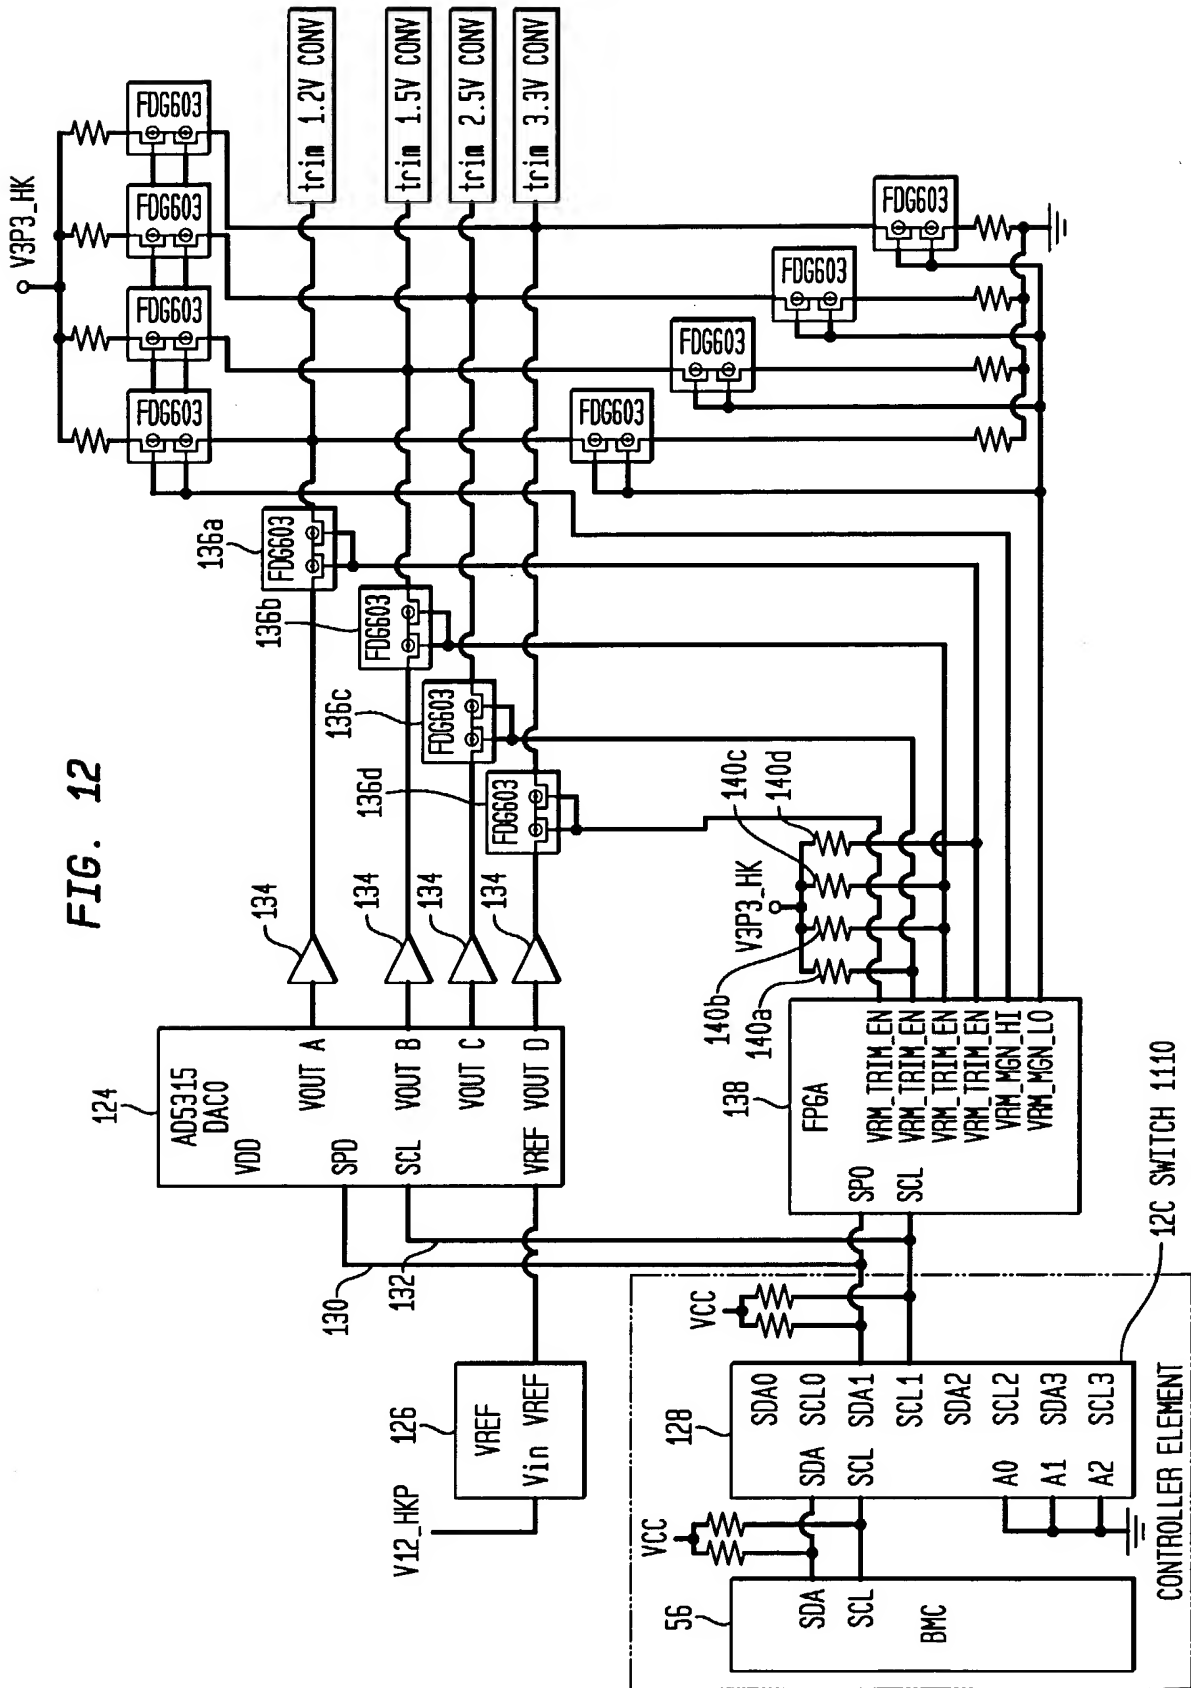 FIG. 12
V3P3_HK
FDG603
FDG603
FDG603
FDG603
trim 1.2V CONV
trim 1.5V CONV
trim 2.5V CONV
trim 3.3V CONV
136a
FDG603
136b
FDG603
136c
FDG603
136d
FDG603
FDG603
FDG603
FDG603
FDG603
134
134
134
134
124
AD5315
DACO
VDD
SPD
SCL
VREF
VOUT A
VOUT B
VOUT C
VOUT D
130
132
126
VREF
Vin VREF
V12_HKP
V3P3_HK
140a
140b
140c
140d
138
FPGA
SPO
SCL
VRM_TRIM_EN
VRM_TRIM_EN
VRM_TRIM_EN
VRM_TRIM_EN
VRM_MGN_HI
VRM_MGN_LO
VCC
128
SDA
SCL
A0
A1
A2
SDA0
SCL0
SDA1
SCL1
SDA2
SCL2
SDA3
SCL3
VCC
56
SDA
SCL
BMC
CONTROLLER ELEMENT
12C SWITCH 1110